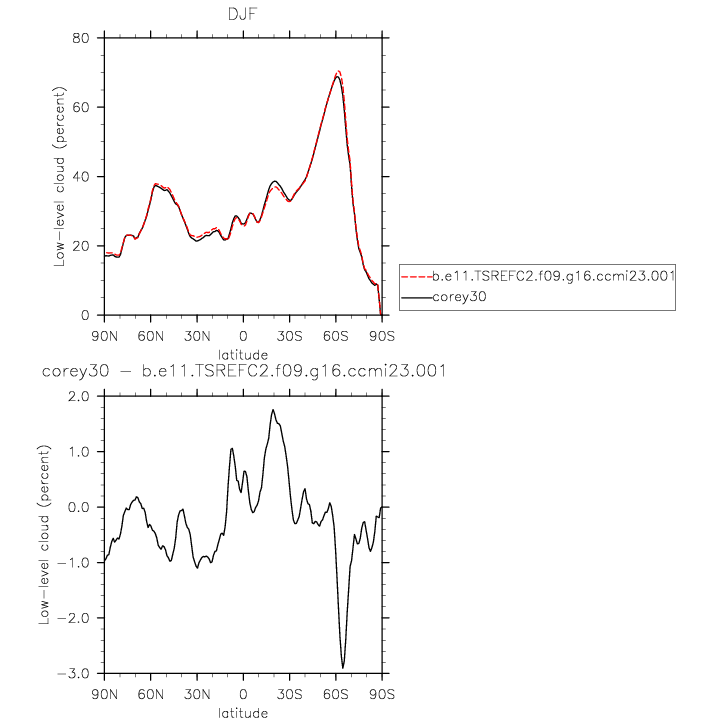 DJF
80
60
40
20
0
Low-level cloud (percent)
90N 60N 30N 0 30S 60S 90S
latitude
b.e11.TSREFC2.f09.g16.ccmi23.001
corey30
corey30 - b.e11.TSREFC2.f09.g16.ccmi23.001
2.0
1.0
0.0
-1.0
-2.0
-3.0
Low-level cloud (percent)
90N 60N 30N 0 30S 60S 90S
latitude